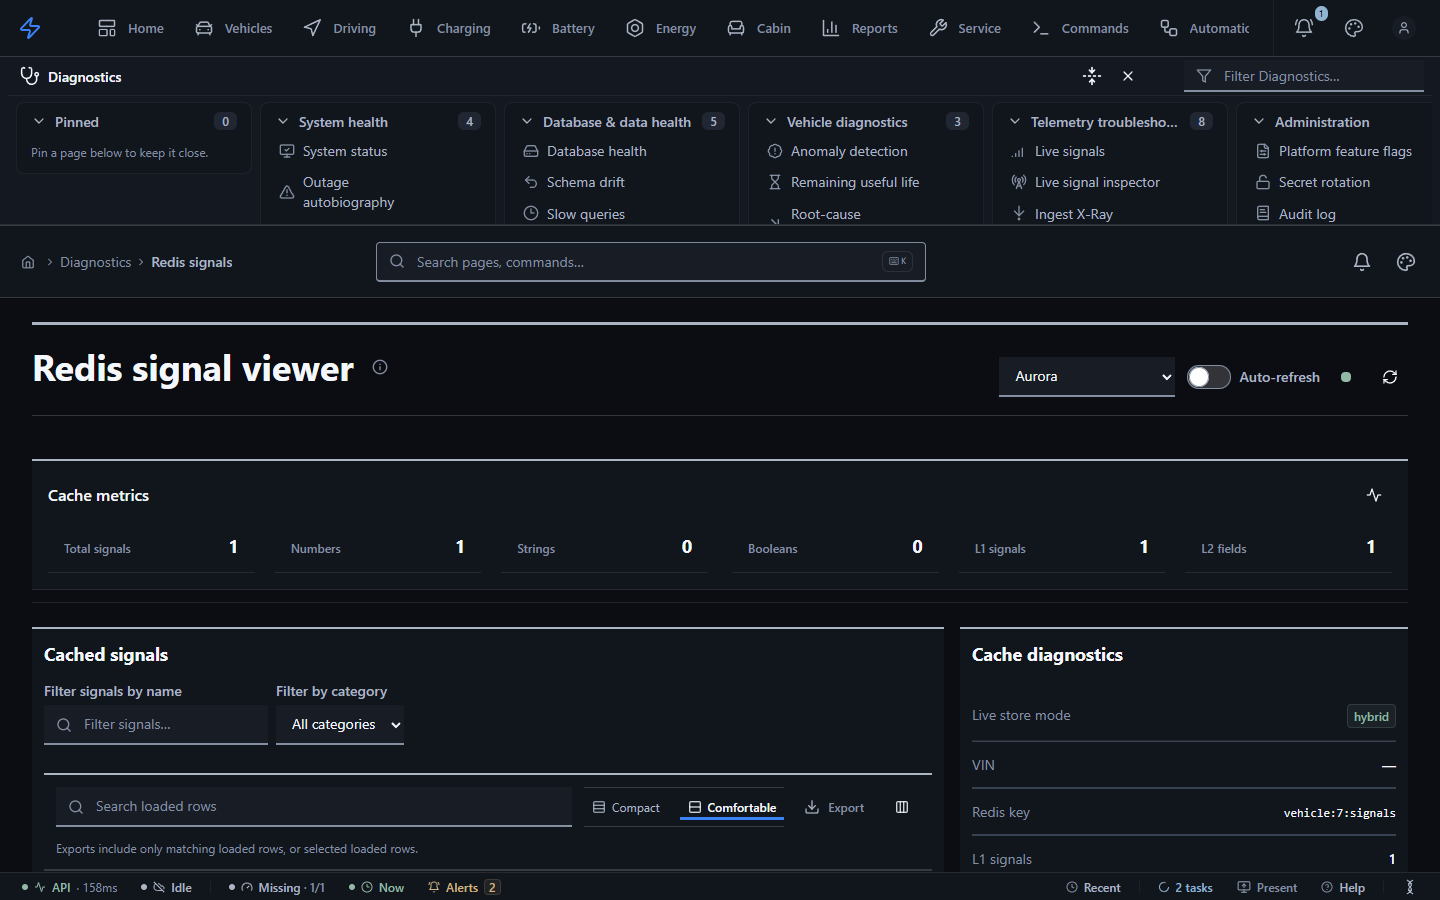 Home Vehicles Driving Charging Battery Energy Cabin Reports Service Commands Automatic 1
Diagnostics Filter Diagnostics...
Pinned 0
Pin a page below to keep it close.
System health 4
System status
Outage
autobiography
Database & data health 5
Database health
Schema drift
Slow queries
Vehicle diagnostics 3
Anomaly detection
Remaining useful life
Root-cause
Telemetry troublesho... 8
Live signals
Live signal inspector
Ingest X-Ray
Administration
Platform feature flags
Secret rotation
Audit log
Diagnostics Redis signals Search pages, commands... K
Redis signal viewer Aurora Auto-refresh
Cache metrics
Total signals 1 Numbers 1 Strings 0 Booleans 0 L1 signals 1 L2 fields 1
Cached signals
Filter signals by name Filter by category
Filter signals... All categories
Search loaded rows Compact Comfortable Export
Exports include only matching loaded rows, or selected loaded rows.
Cache diagnostics
Live store mode hybrid
VIN —
Redis key vehicle:7:signals
L1 signals 1
API · 158ms Idle Missing · 1/1 Now Alerts 2 Recent 2 tasks Present Help